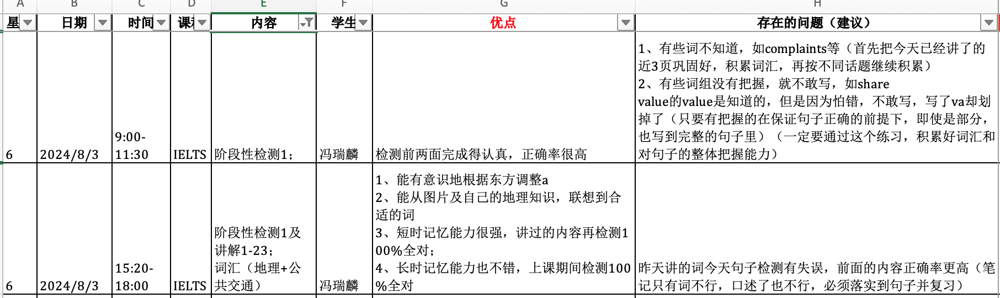 A B C D E F G H
星 日期 时间 课程 内容 学生 优点 存在的问题（建议）
1、有些词不知道，如complaints等（首先把今天已经讲了的
近3页巩固好，积累词汇，再按不同话题继续积累）
2、有些词组没有把握，就不敢写，如share
value的value是知道的，但是因为怕错，不敢写，写了va却划
掉了（只要有把握的在保证句子正确的前提下，即使是部分，
也写到完整的句子里）（一定要通过这个练习，积累好词汇和
对句子的整体把握能力）
9:00-
6 2024/8/3 11:30 IELTS 阶段性检测1； 冯瑞麟 检测前两面完成得认真，正确率很高
1、能有意识地根据东方调整a
2、能从图片及自己的地理知识，联想到合
适的词
3、短时记忆能力很强，讲过的内容再检测1
00%全对；
4、长时记忆能力也不错，上课期间检测100
%全对
阶段性检测1及
讲解1-23；
词汇（地理+公
共交通）
15:20-
6 2024/8/3 18:00 IELTS 冯瑞麟
昨天讲的词今天句子检测有失误，前面的内容正确率更高（笔
记只有词不行，口述了也不行，必须落实到句子并复习）